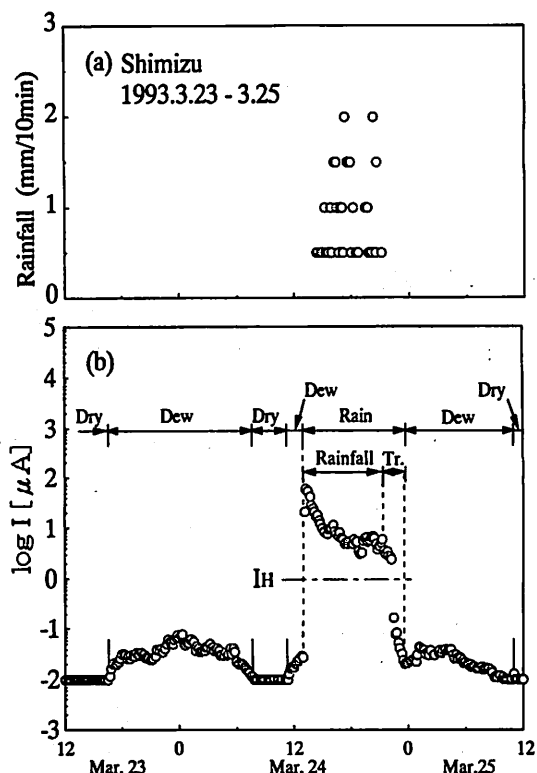 3
(a) Shimizu
1993.3.23 - 3.25
2
1
0
Rainfall (mm/10min)
5
(b)
4
Dew
Dry
3
Dry
Dew
Dry
Rain
Dew
2
Rainfall
Tr.
1
0
IH
-1
-2
-3
log I [μA]
12
0
12
0
12
Mar. 23
Mar. 24
Mar.25